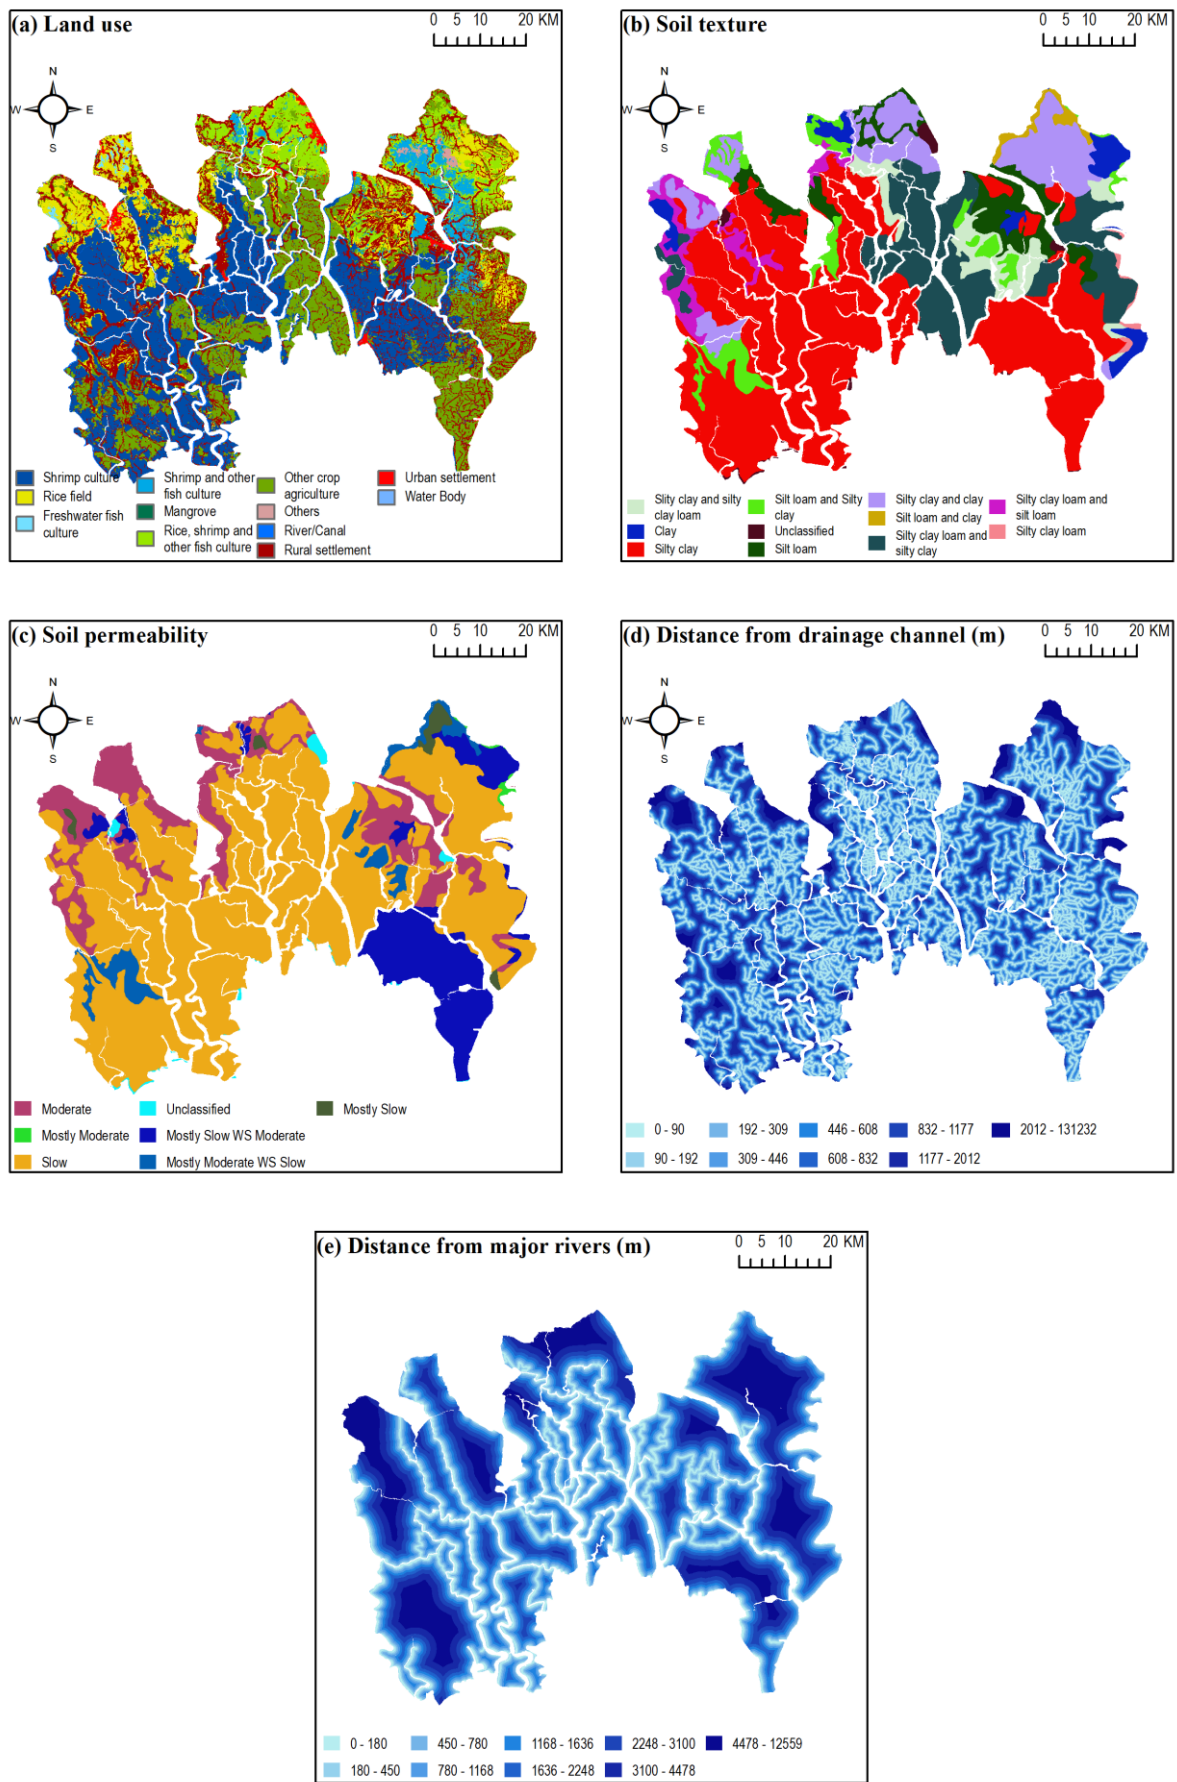 (a) Land use
0 5 10 20 KM
N
W E
S
Shrimp culture
Rice field
Freshwater fish
culture
Shrimp and other
fish culture
Mangrove
Rice, shrimp and
other fish culture
Other crop
agriculture
Others
River/Canal
Rural settlement
Urban settlement
Water Body
(b) Soil texture
0 5 10 20 KM
N
W E
S
Slity clay and silty
clay loam
Clay
Silty clay
Silt loam and Silty
clay
Unclassified
Silt loam
Silty clay and clay
Silt loam and clay
Silty clay loam and
silty clay
Silty clay loam and
silt loam
Silty clay loam
(c) Soil permeability
0 5 10 20 KM
N
W E
S
Moderate
Mostly Moderate
Slow
Unclassified
Mostly Slow WS Moderate
Mostly Moderate WS Slow
Mostly Slow
(d) Distance from drainage channel (m)
0 5 10 20 KM
N
W E
S
0 - 90
90 - 192
192 - 309
309 - 446
446 - 608
608 - 832
832 - 1177
1177 - 2012
2012 - 131232
(e) Distance from major rivers (m)
0 5 10 20 KM
0 - 180
180 - 450
450 - 780
780 - 1168
1168 - 1636
1636 - 2248
2248 - 3100
3100 - 4478
4478 - 12559